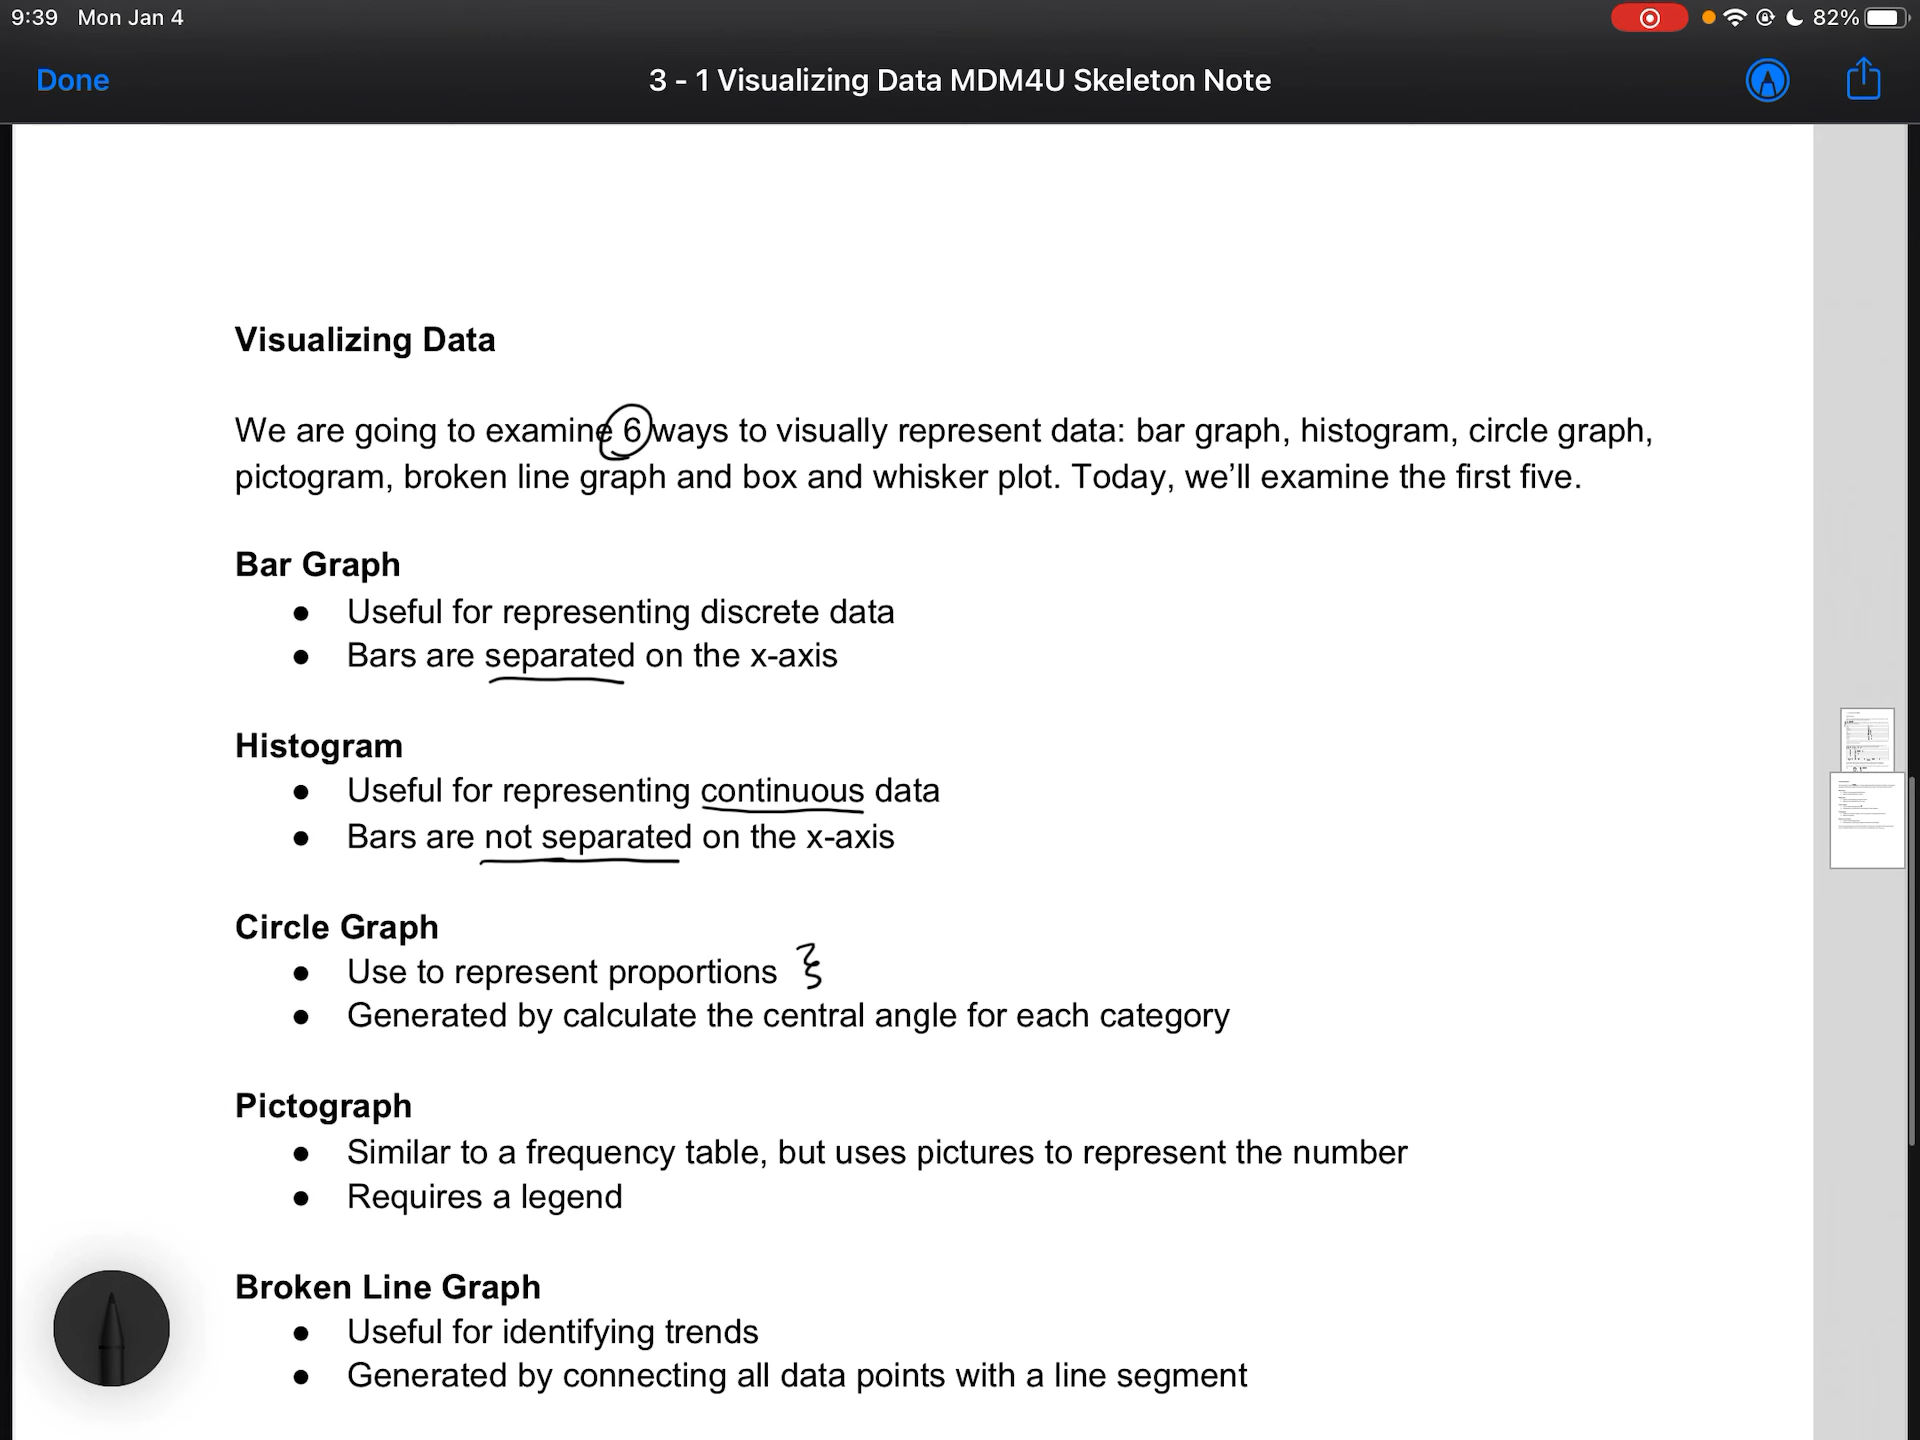 9:39 Mon Jan 4 82%
Done 3 - 1 Visualizing Data MDM4U Skeleton Note
Visualizing Data
We are going to examine 6 ways to visually represent data: bar graph, histogram, circle graph,
pictogram, broken line graph and box and whisker plot. Today, we’ll examine the first five.
Bar Graph
● Useful for representing discrete data
● Bars are separated on the x-axis
Histogram
● Useful for representing continuous data
● Bars are not separated on the x-axis
Circle Graph
● Use to represent proportions
● Generated by calculate the central angle for each category
Pictograph
● Similar to a frequency table, but uses pictures to represent the number
● Requires a legend
Broken Line Graph
● Useful for identifying trends
● Generated by connecting all data points with a line segment